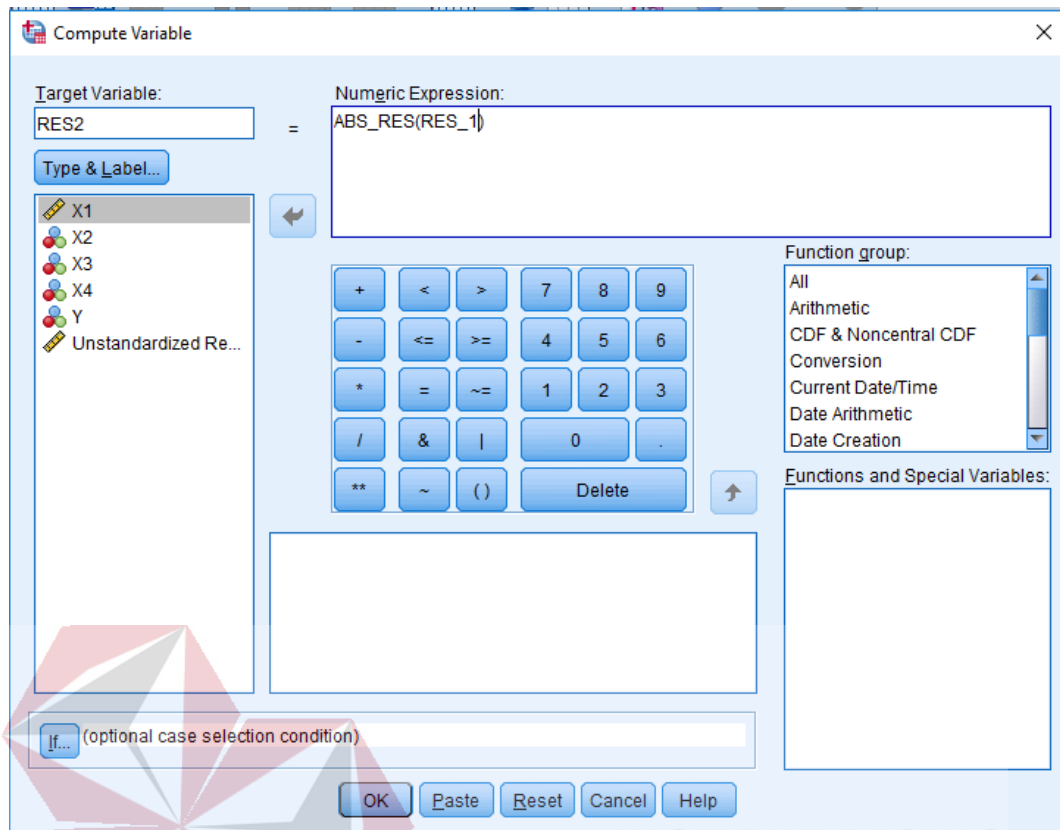 Compute Variable
Target Variable:
RES2
=
Numeric Expression:
ABS_RES(RES_1)
Type & Label...
X1
X2
X3
X4
Y
Unstandardized Re...
+ < > 7 8 9
- <= >= 4 5 6
* = ~= 1 2 3
/ & | 0 .
** ~ ( ) Delete
Function group:
All
Arithmetic
CDF & Noncentral CDF
Conversion
Current Date/Time
Date Arithmetic
Date Creation
Functions and Special Variables:
If... (optional case selection condition)
OK Paste Reset Cancel Help